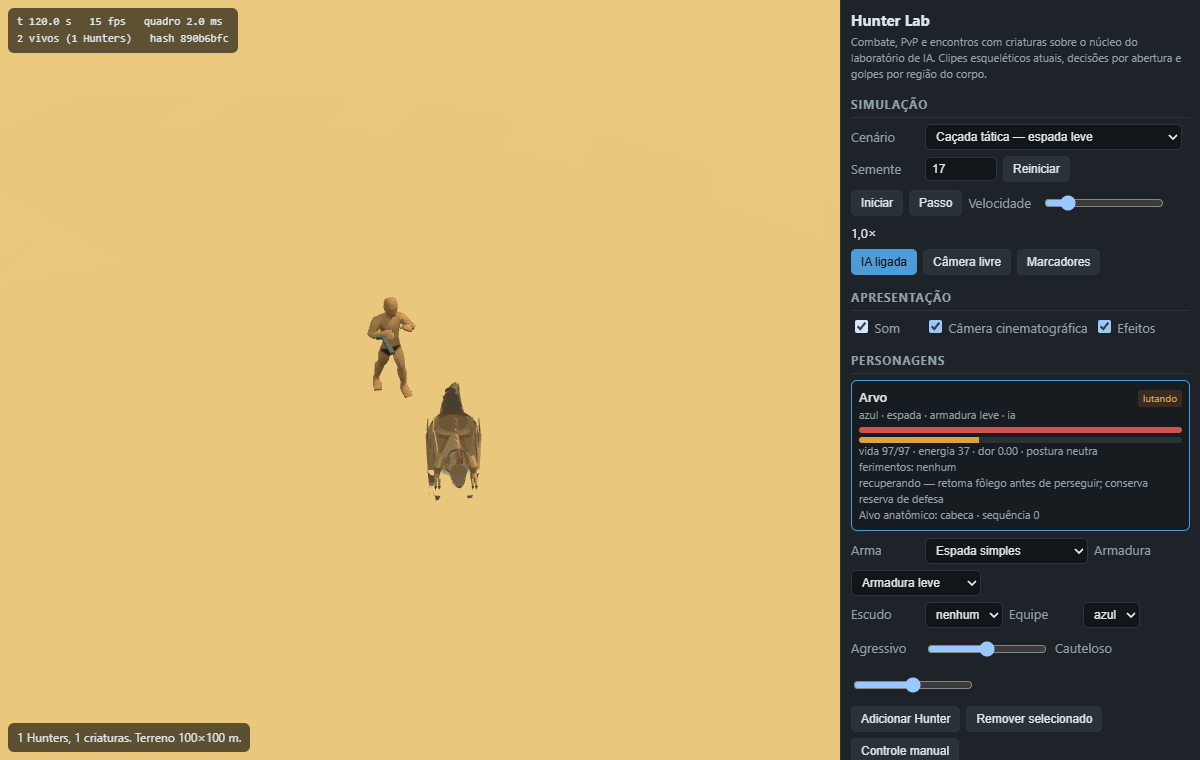 t 120.0 s   15 fps   quadro 2.0 ms
2 vivos (1 Hunters)   hash 890b6bfc
1 Hunters, 1 criaturas. Terreno 100×100 m.
Hunter Lab
Combate, PvP e encontros com criaturas sobre o núcleo do
laboratório de IA. Clipes esqueléticos atuais, decisões por abertura e
golpes por região do corpo.
SIMULAÇÃO
Cenário Caçada tática — espada leve
Semente 17 Reiniciar
Iniciar Passo Velocidade
1,0×
IA ligada Câmera livre Marcadores
APRESENTAÇÃO
Som Câmera cinematográfica Efeitos
PERSONAGENS
Arvo lutando
azul · espada · armadura leve · ia
vida 97/97 · energia 37 · dor 0.00 · postura neutra
ferimentos: nenhum
recuperando — retoma fôlego antes de perseguir; conserva
reserva de defesa
Alvo anatômico: cabeca · sequência 0
Arma Espada simples Armadura
Armadura leve
Escudo nenhum Equipe azul
Agressivo Cauteloso
Adicionar Hunter Remover selecionado
Controle manual